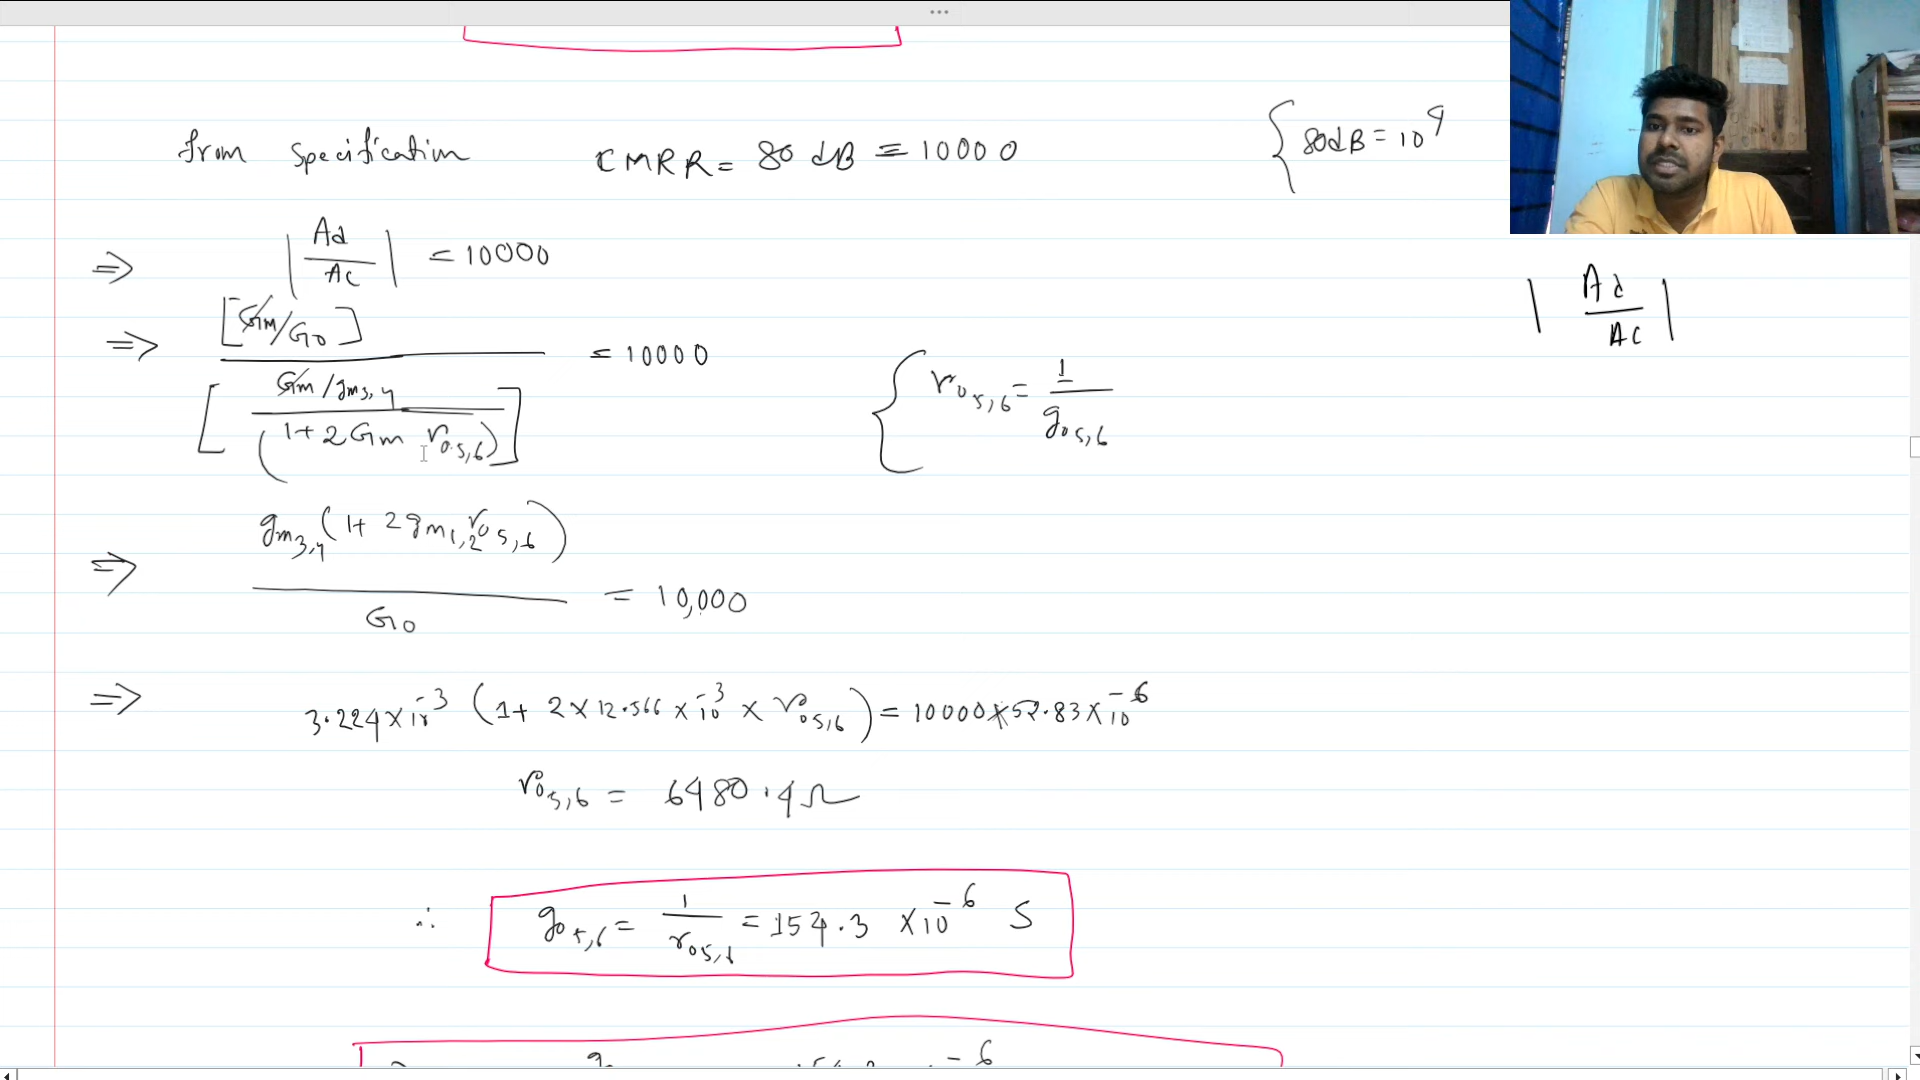 from specification CMRR = 80 dB = 10000
{ 80dB = 10^4
⇒ | Ad / Ac | = 10000
| Ad / Ac |
⇒ [Gm/Go] / [ (Gm/gm3,4) / (1+2Gm ro5,6) ] = 10000
{ ro5,6 = 1 / go5,6
⇒ gm3,4 (1+ 2gm1,2 ro5,6) / Go = 10,000
⇒ 3.224×10^-3 (1+ 2×12.566×10^-3 × ro5,6) = 10000×52.83×10^-6
ro5,6 = 6480.4Ω
∴ go5,6 = 1 / ro5,6 = 154.3 ×10^-6 S